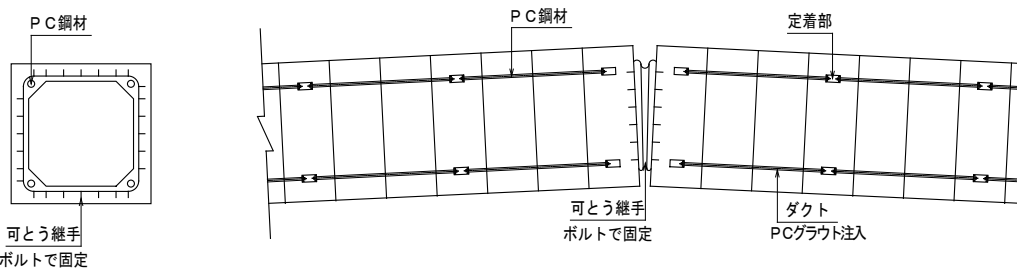 PC鋼材
可とう継手
ボルトで固定
PC鋼材
定着部
可とう継手
ボルトで固定
ダクト
PCグラウト注入